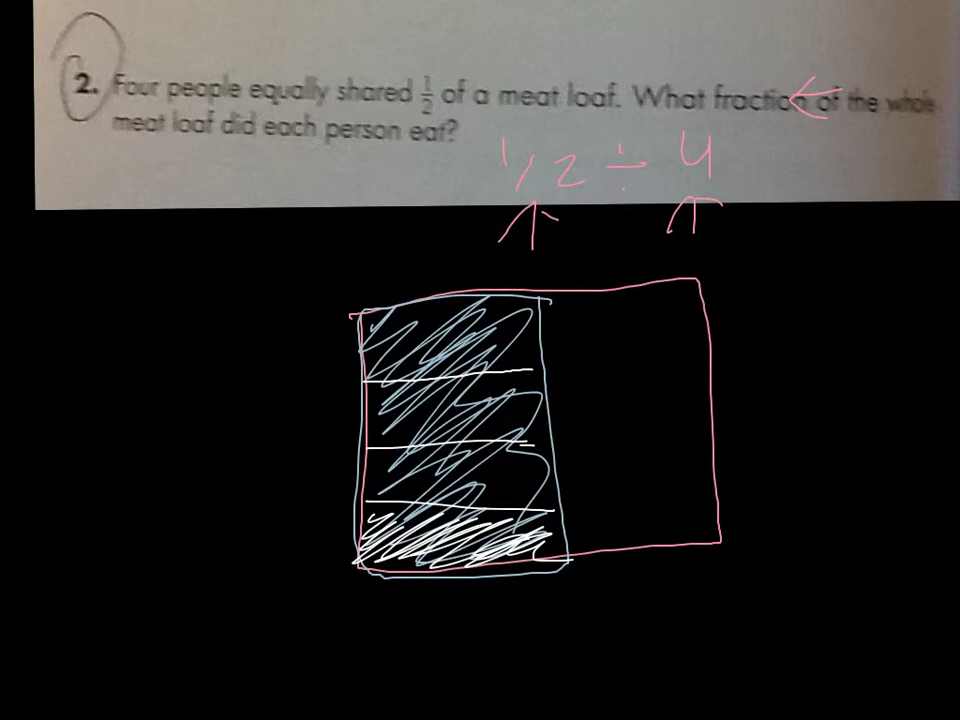 2. Four people equally shared 1/2 of a meat loaf. What fraction of the whole
meat loaf did each person eat?
1/2 ÷ 4